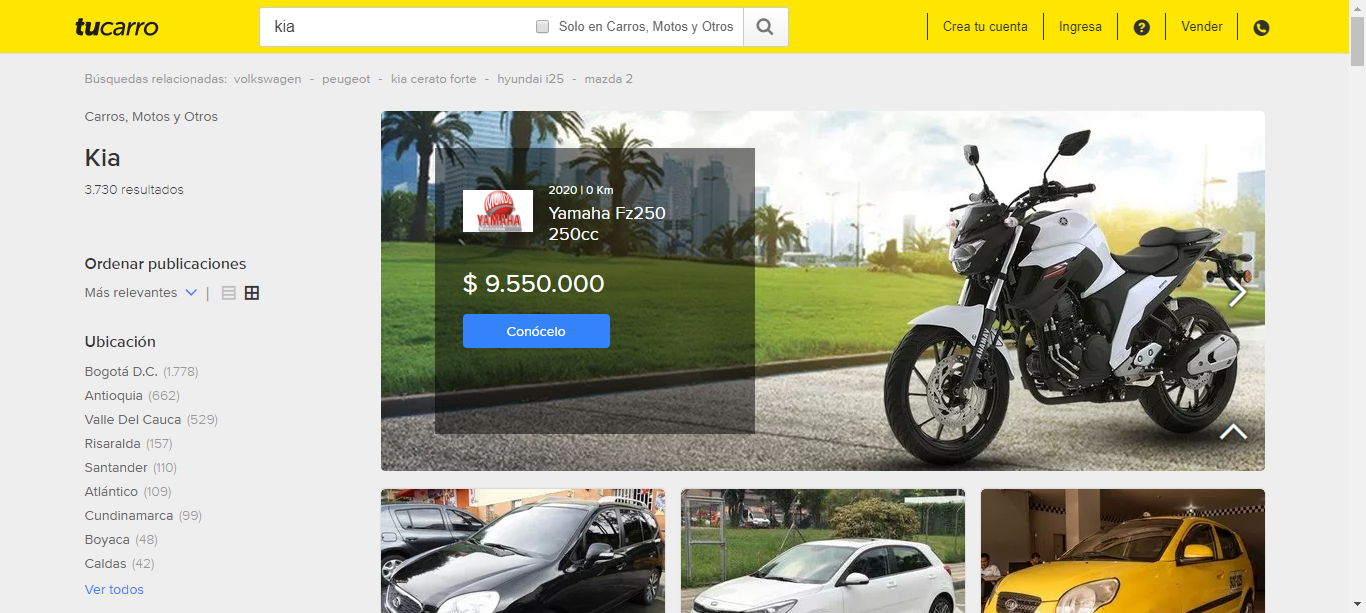 tucarro
kia
Solo en Carros, Motos y Otros
Crea tu cuenta
Ingresa
?
Vender
Búsquedas relacionadas: volkswagen - peugeot - kia cerato forte - hyundai i25 - mazda 2
Carros, Motos y Otros
Kia
3.730 resultados
Ordenar publicaciones
Más relevantes |
Ubicación
Bogotá D.C. (1.778)
Antioquia (662)
Valle Del Cauca (529)
Risaralda (157)
Santander (110)
Atlántico (109)
Cundinamarca (99)
Boyaca (48)
Caldas (42)
Ver todos
MUNDO
YAMAHA
2020 | 0 Km
Yamaha Fz250
250cc
$ 9.550.000
Conócelo
YAMAHA